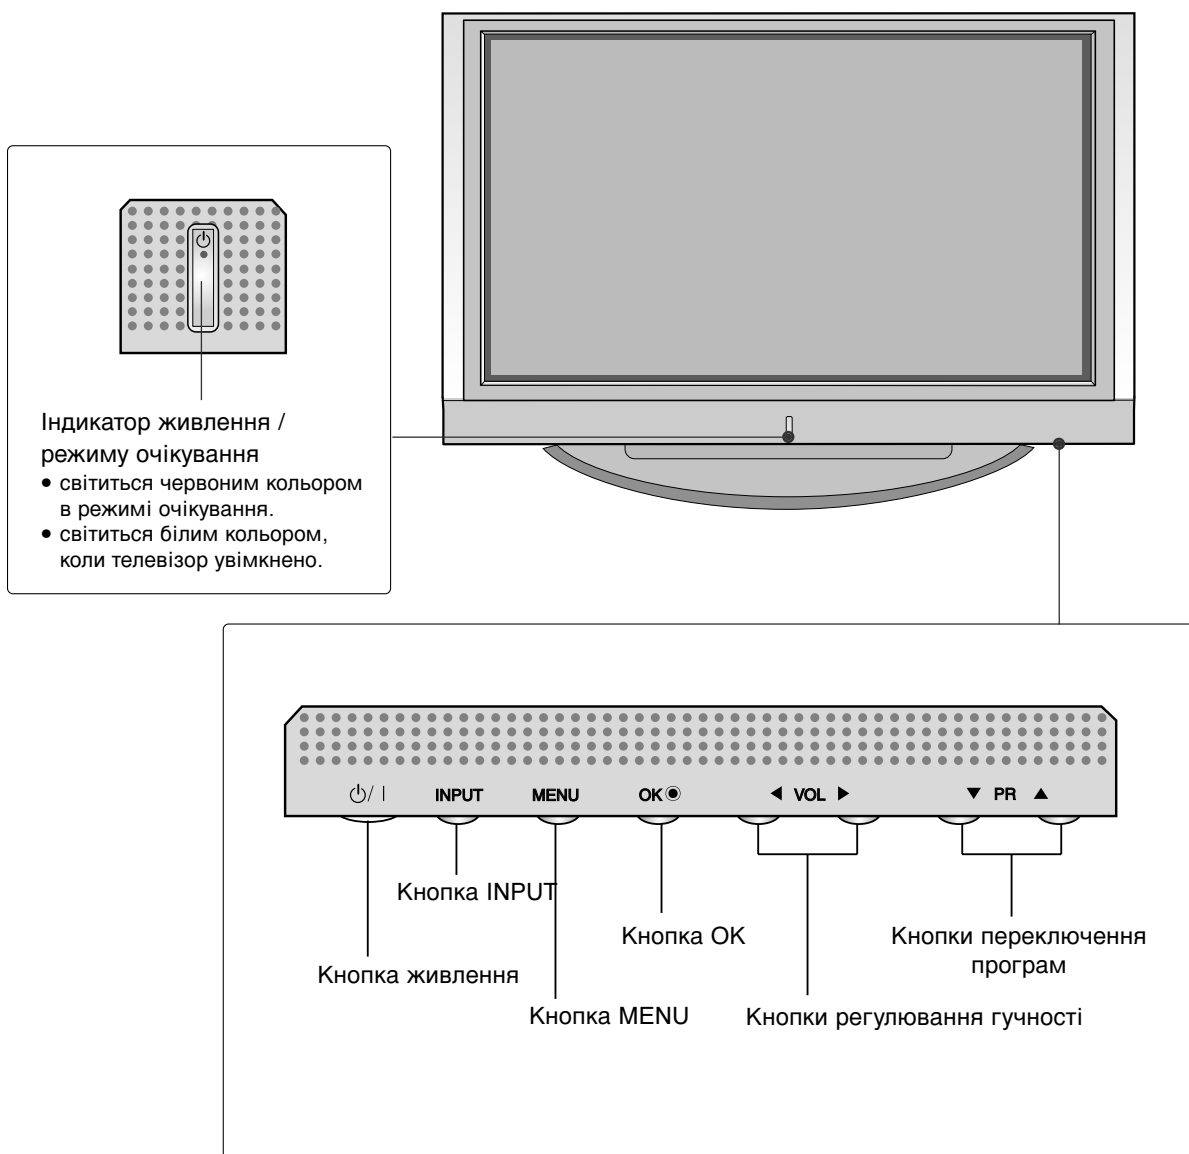 Індикатор живлення /
режиму очікування
• світиться червоним кольором
в режимі очікування.
• світиться білим кольором,
коли телевізор увімкнено.
⏻/ I INPUT MENU OK◉ ◀ VOL ▶ ▼ PR ▲
Кнопка INPUT
Кнопка OK
Кнопки переключення
програм
Кнопка живлення
Кнопка MENU
Кнопки регулювання гучності